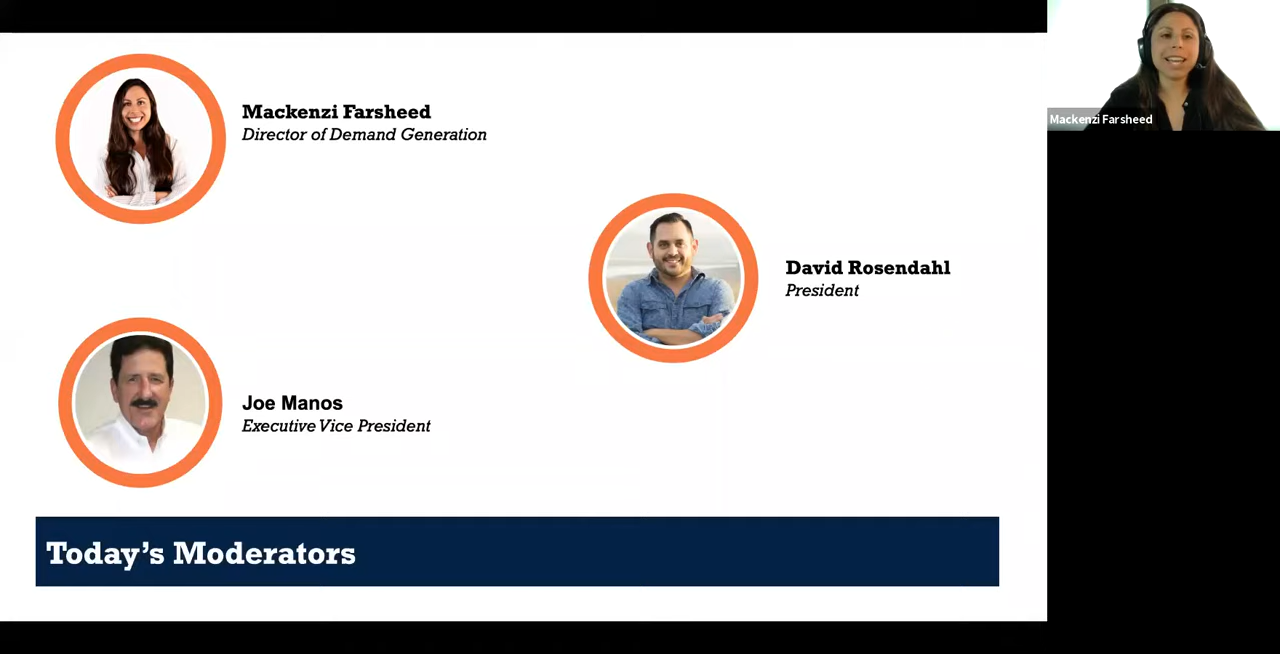 Mackenzi Farsheed
Director of Demand Generation
Mackenzi Farsheed
David Rosendahl
President
Joe Manos
Executive Vice President
Today's Moderators